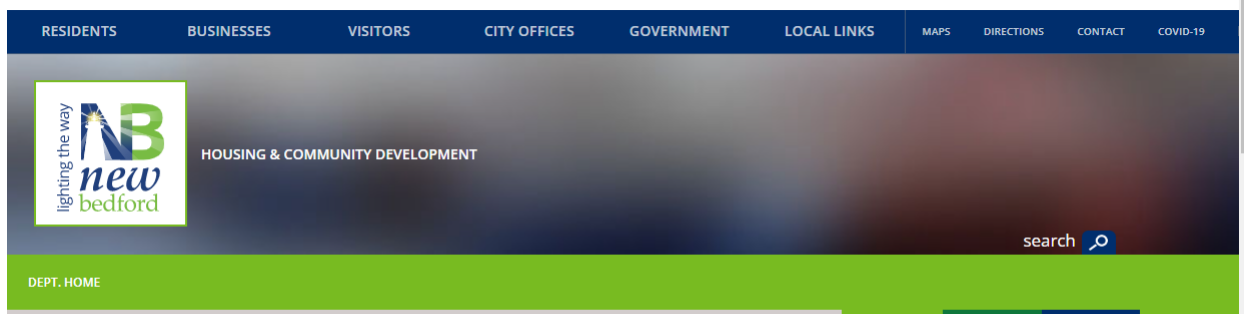 RESIDENTS BUSINESSES VISITORS CITY OFFICES GOVERNMENT LOCAL LINKS MAPS DIRECTIONS CONTACT COVID-19
lighting the way
NB
new
bedford
HOUSING & COMMUNITY DEVELOPMENT
search
DEPT. HOME